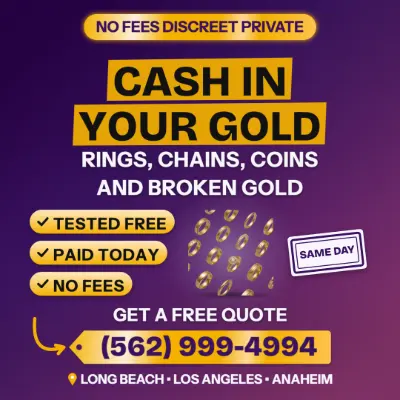 NO FEES DISCREET PRIVATE
CASH IN
YOUR GOLD
RINGS, CHAINS, COINS
AND BROKEN GOLD
✓ TESTED FREE
✓ PAID TODAY
✓ NO FEES
SAME DAY
GET A FREE QUOTE
(562) 999-4994
LONG BEACH • LOS ANGELES • ANAHEIM